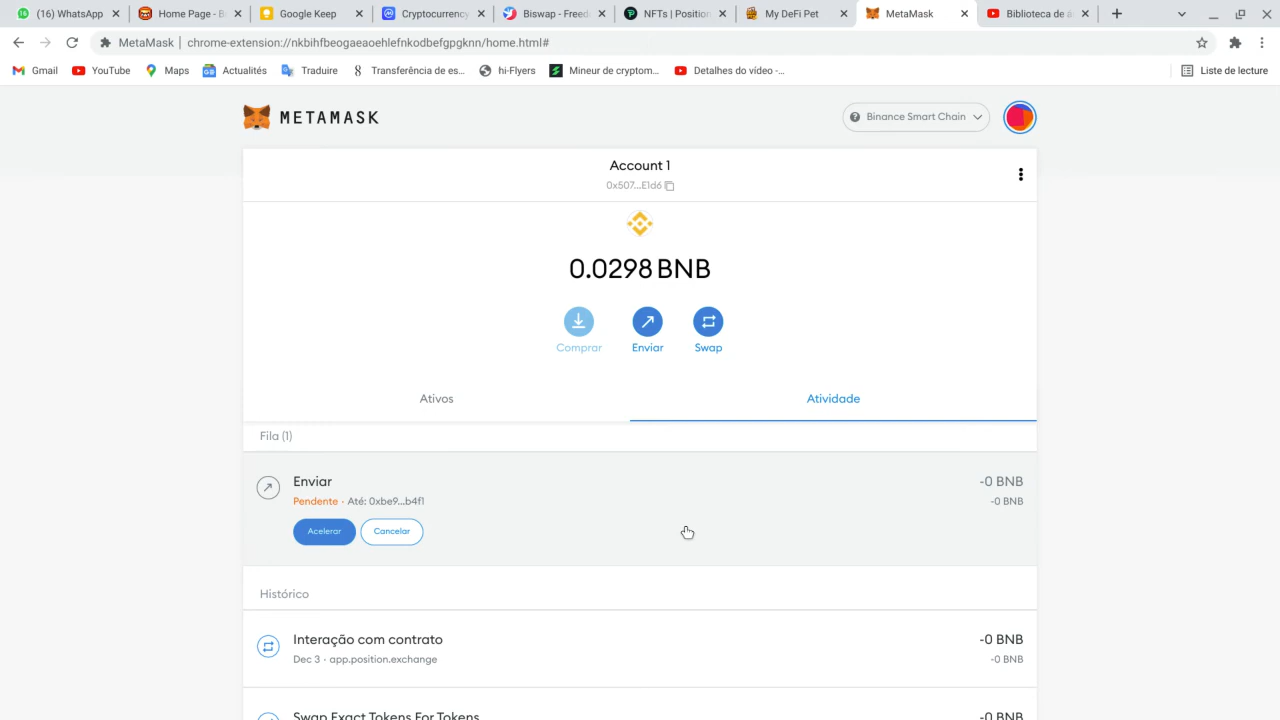 (16) WhatsApp
Home Page - B
Google Keep
Cryptocurrency
Biswap - Freed
NFTs | Position
My DeFi Pet
MetaMask
Biblioteca de á
MetaMask
chrome-extension://nkbihfbeogaeaoehlefnkodbefgpgknn/home.html#
Gmail
YouTube
Maps
Actualités
Traduire
Transferência de es...
hi-Flyers
Mineur de cryptom...
Detalhes do vídeo -...
Liste de lecture
METAMASK
Binance Smart Chain
Account 1
0x507...E1d6
0.0298 BNB
Comprar
Enviar
Swap
Ativos
Atividade
Fila (1)
Enviar
-0 BNB
Pendente · Até: 0xbe9...b4f1
-0 BNB
Acelerar
Cancelar
Histórico
Interação com contrato
-0 BNB
Dec 3 · app.position.exchange
-0 BNB
Swap Exact Tokens For Tokens
-0 BNB